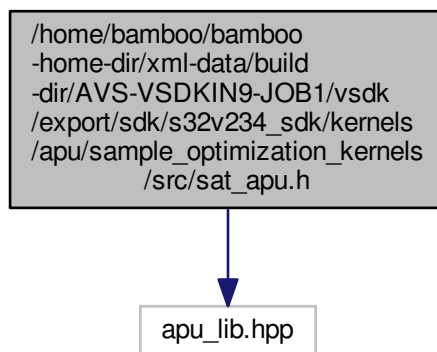 /home/bamboo/bamboo
-home-dir/xml-data/build
-dir/AVS-VSDKIN9-JOB1/vsdk
/export/sdk/s32v234_sdk/kernels
/apu/sample_optimization_kernels
/src/sat_apu.h
apu_lib.hpp